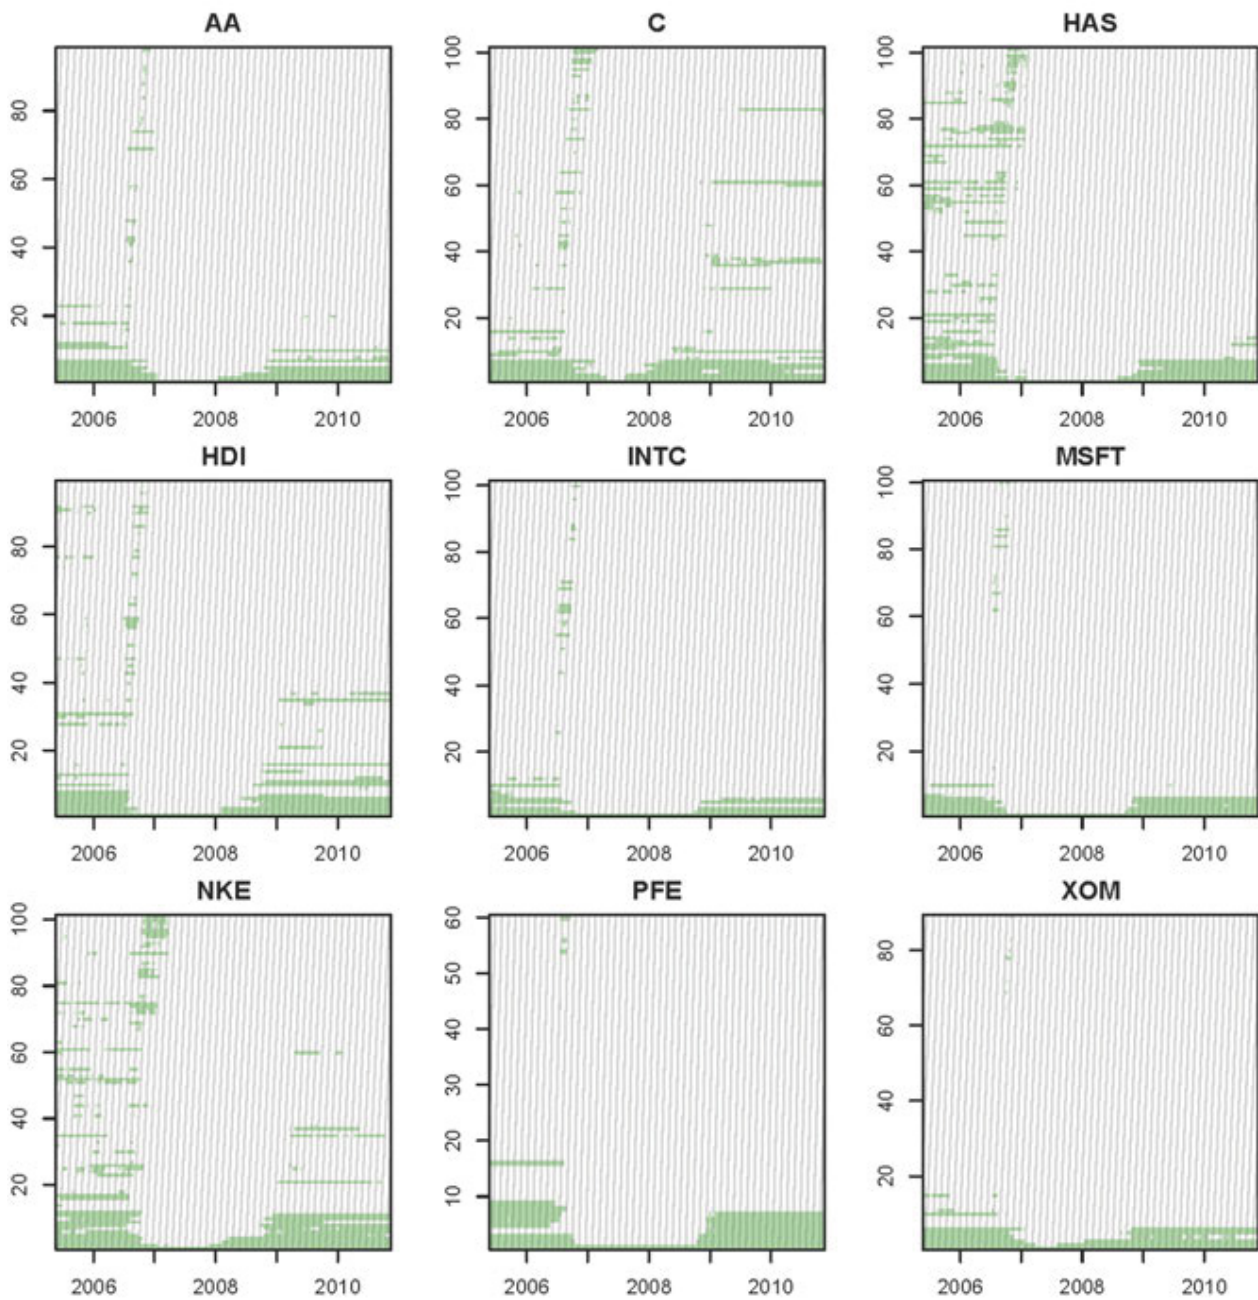 AA C HAS
20 40 60 80 20 40 60 80 100 20 40 60 80 100
2006 2008 2010 2006 2008 2010 2006 2008 2010
HDI INTC MSFT
20 40 60 80 20 40 60 80 100 20 40 60 80 100
2006 2008 2010 2006 2008 2010 2006 2008 2010
NKE PFE XOM
20 40 60 80 100 10 20 30 40 50 60 20 40 60 80
2006 2008 2010 2006 2008 2010 2006 2008 2010